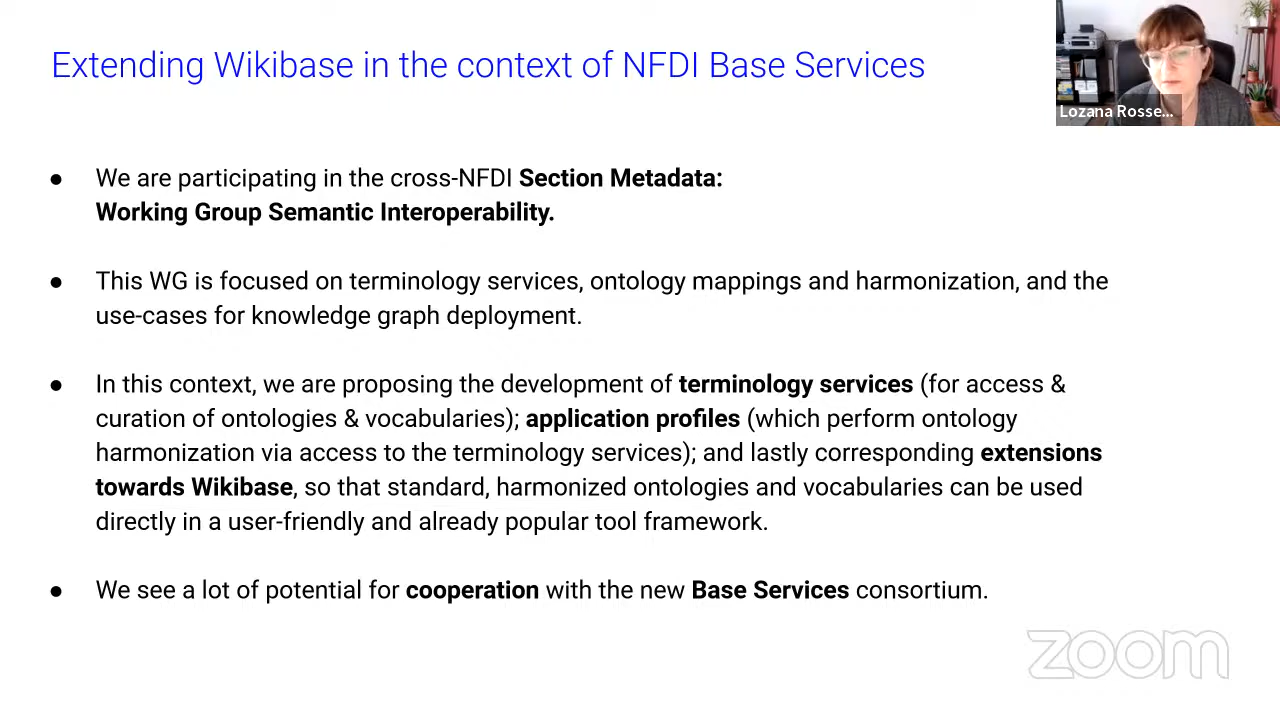 Extending Wikibase in the context of NFDI Base Services
Lozana Rosse...
● We are participating in the cross-NFDI Section Metadata:
Working Group Semantic Interoperability.
● This WG is focused on terminology services, ontology mappings and harmonization, and the
use-cases for knowledge graph deployment.
● In this context, we are proposing the development of terminology services (for access &
curation of ontologies & vocabularies); application profiles (which perform ontology
harmonization via access to the terminology services); and lastly corresponding extensions
towards Wikibase, so that standard, harmonized ontologies and vocabularies can be used
directly in a user-friendly and already popular tool framework.
● We see a lot of potential for cooperation with the new Base Services consortium.
zoom